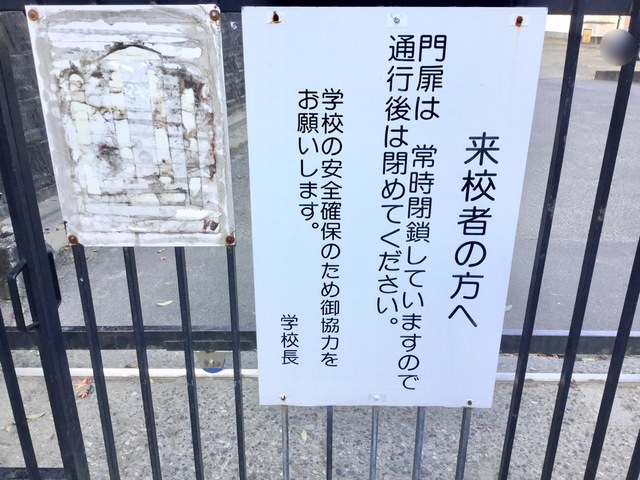 来校者の方へ
門扉は 常時閉鎖していますので
通行後は閉めてください。
学校の安全確保のため御協力を
お願いします。
学校長